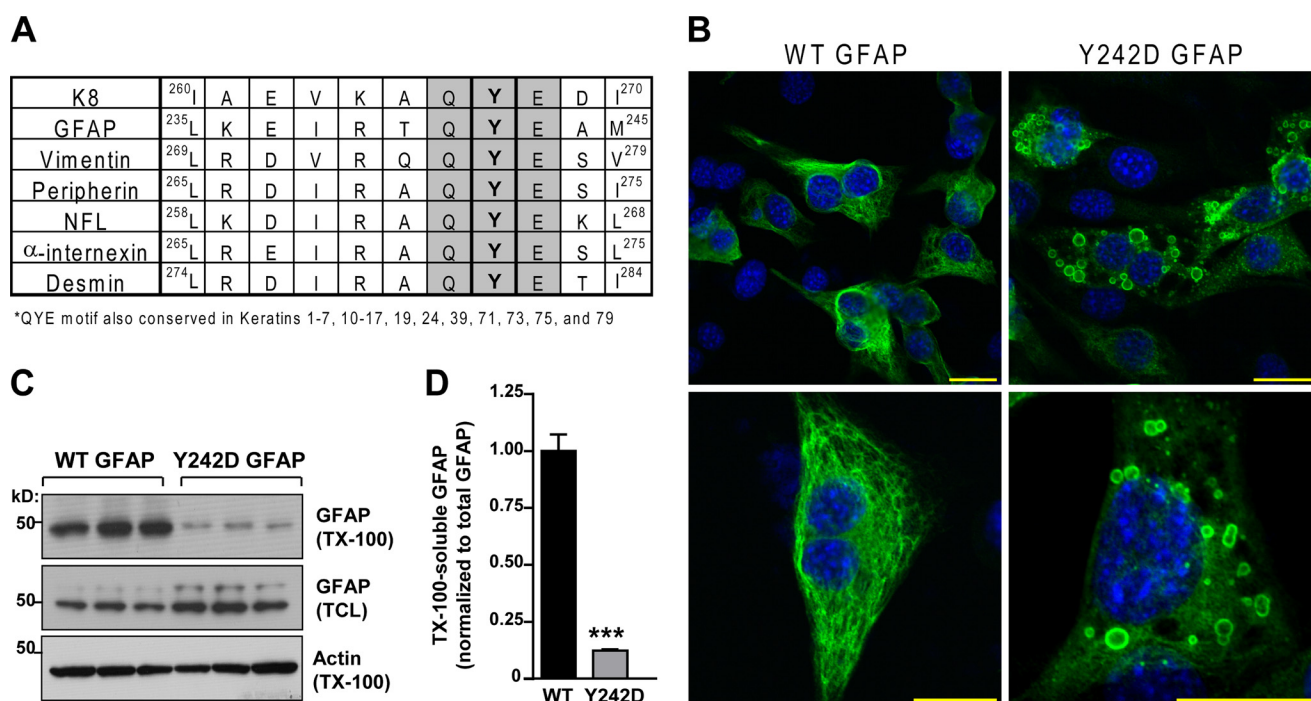 A
K8 260I A E V K A Q Y E D I270
GFAP 235L K E I R T Q Y E A M245
Vimentin 269L R D V R Q Q Y E S V279
Peripherin 265L R D I R A Q Y E S I275
NFL 258L K D I R A Q Y E K L268
α-internexin 265L R E I R A Q Y E S L275
Desmin 274L R D I R A Q Y E T I284
*QYE motif also conserved in Keratins 1-7, 10-17, 19, 24, 39, 71, 73, 75, and 79
B
WT GFAP Y242D GFAP
C
WT GFAP Y242D GFAP
kD:
50
GFAP
(TX-100)
50
GFAP
(TCL)
50
Actin
(TX-100)
D
TX-100-soluble GFAP
(normalized to total GFAP)
1.25
1.00
0.75
0.50
0.25
0
***
WT Y242D